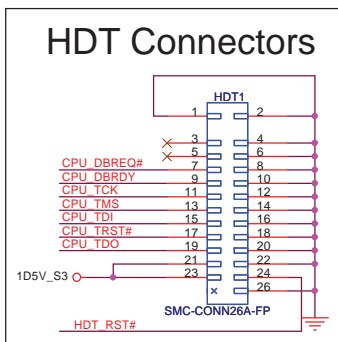 HDT Connectors
HDT1
1 2
3 4
5 6
CPU_DBREQ# 7 8
CPU_DBRDY 9 10
CPU_TCK 11 12
CPU_TMS 13 14
CPU_TDI 15 16
CPU_TRST# 17 18
CPU_TDO 19 20
21 22
1D5V_S3 23 24
26
SMC-CONN26A-FP
HDT_RST#